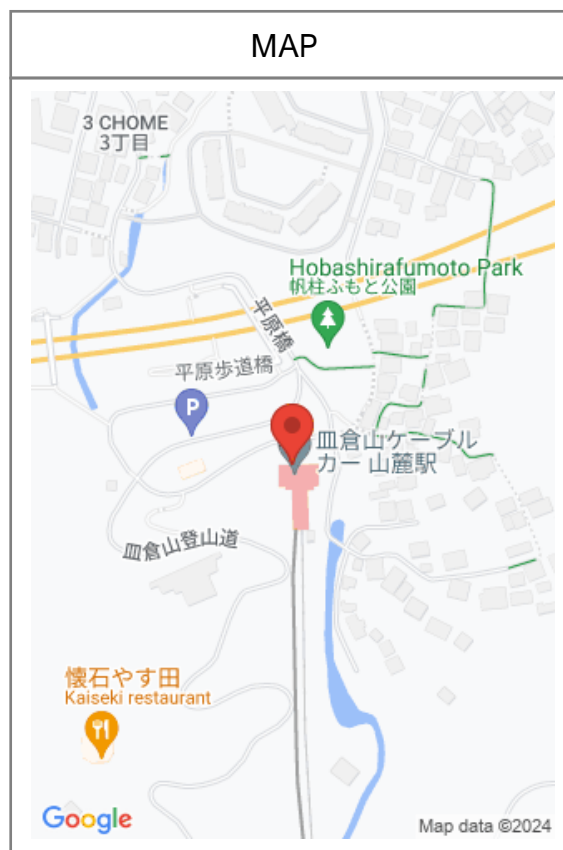 MAP
3 CHOME
3丁目
Hobashirafumoto Park
帆柱ふもと公園
平原橋
平原歩道橋
P
皿倉山ケーブル
カー 山麓駅
皿倉山登山道
懐石やす田
Kaiseki restaurant
Google
Map data ©2024